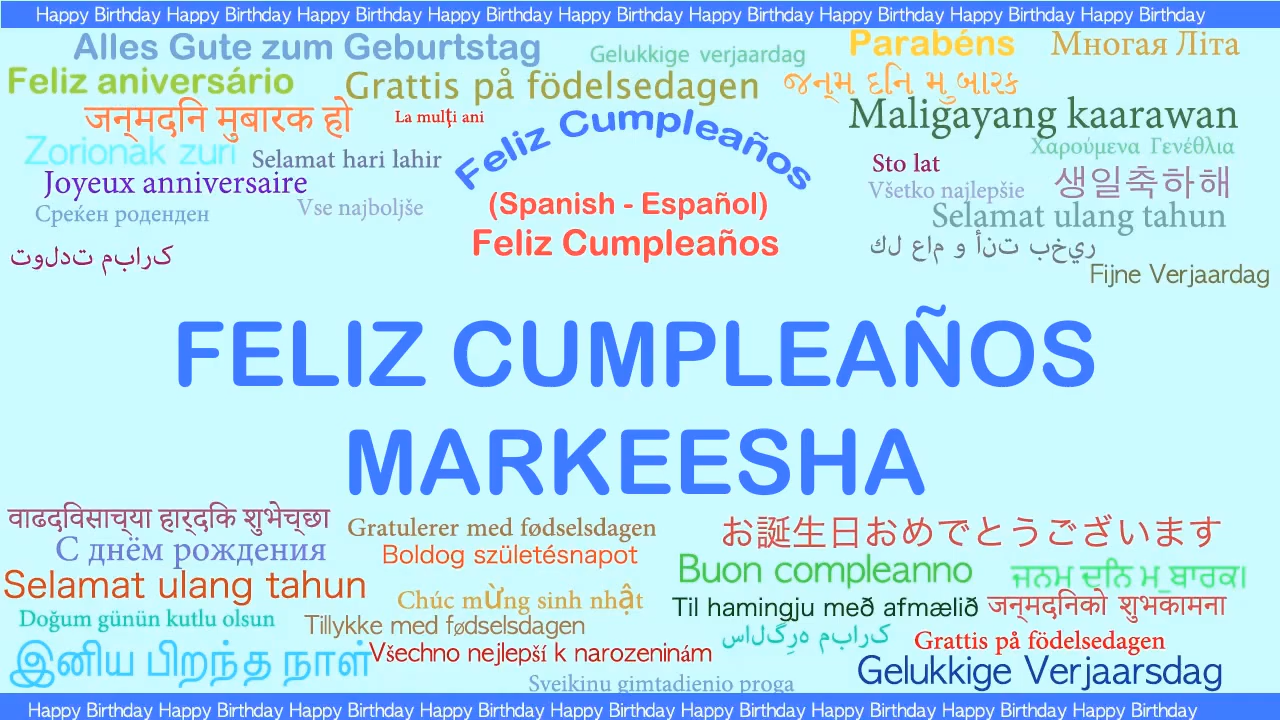 Happy Birthday Happy Birthday Happy Birthday Happy Birthday Happy Birthday Happy Birthday Happy Birthday Happy Birthday Happy Birthday
Alles Gute zum Geburtstag
Gelukkige verjaardag
Parabéns
Многая Літа
Feliz aniversário
Grattis på födelsedagen
જન્મ દિન મુબારક
जन्मदिन मुबारक हो
La mulţi ani
Feliz Cumpleaños
Maligayang kaarawan
Zorionak zuri
Selamat hari lahir
Χαρούμενα Γενέθλια
Sto lat
Joyeux anniversaire
Všetko najlepšie
생일축하해
(Spanish - Español)
Среќен роденден
Vse najboljše
Selamat ulang tahun
Feliz Cumpleaños
تولدت مبارک
كل عام و أنت بخير
Fijne Verjaardag
FELIZ CUMPLEAÑOS
MARKEESHA
वाढदिवसाच्या हार्दिक शुभेच्छा
Gratulerer med fødselsdagen
お誕生日おめでとうございます
С днём рождения
Boldog születésnapot
Buon compleanno
ਜਨਮ ਦਿਨ ਮੁਬਾਰਕ।
Selamat ulang tahun
Chúc mừng sinh nhật
Til hamingju með afmælið
जन्मदिनको शुभकामना
Doğum günün kutlu olsun
Tillykke med fødselsdagen
سالگرہ مبارک
Grattis på födelsedagen
இனிய பிறந்த நாள்
Všechno nejlepší k narozeninám
Gelukkige Verjaarsdag
Sveikinu gimtadienio proga
Happy Birthday Happy Birthday Happy Birthday Happy Birthday Happy Birthday Happy Birthday Happy Birthday Happy Birthday Happy Birthday